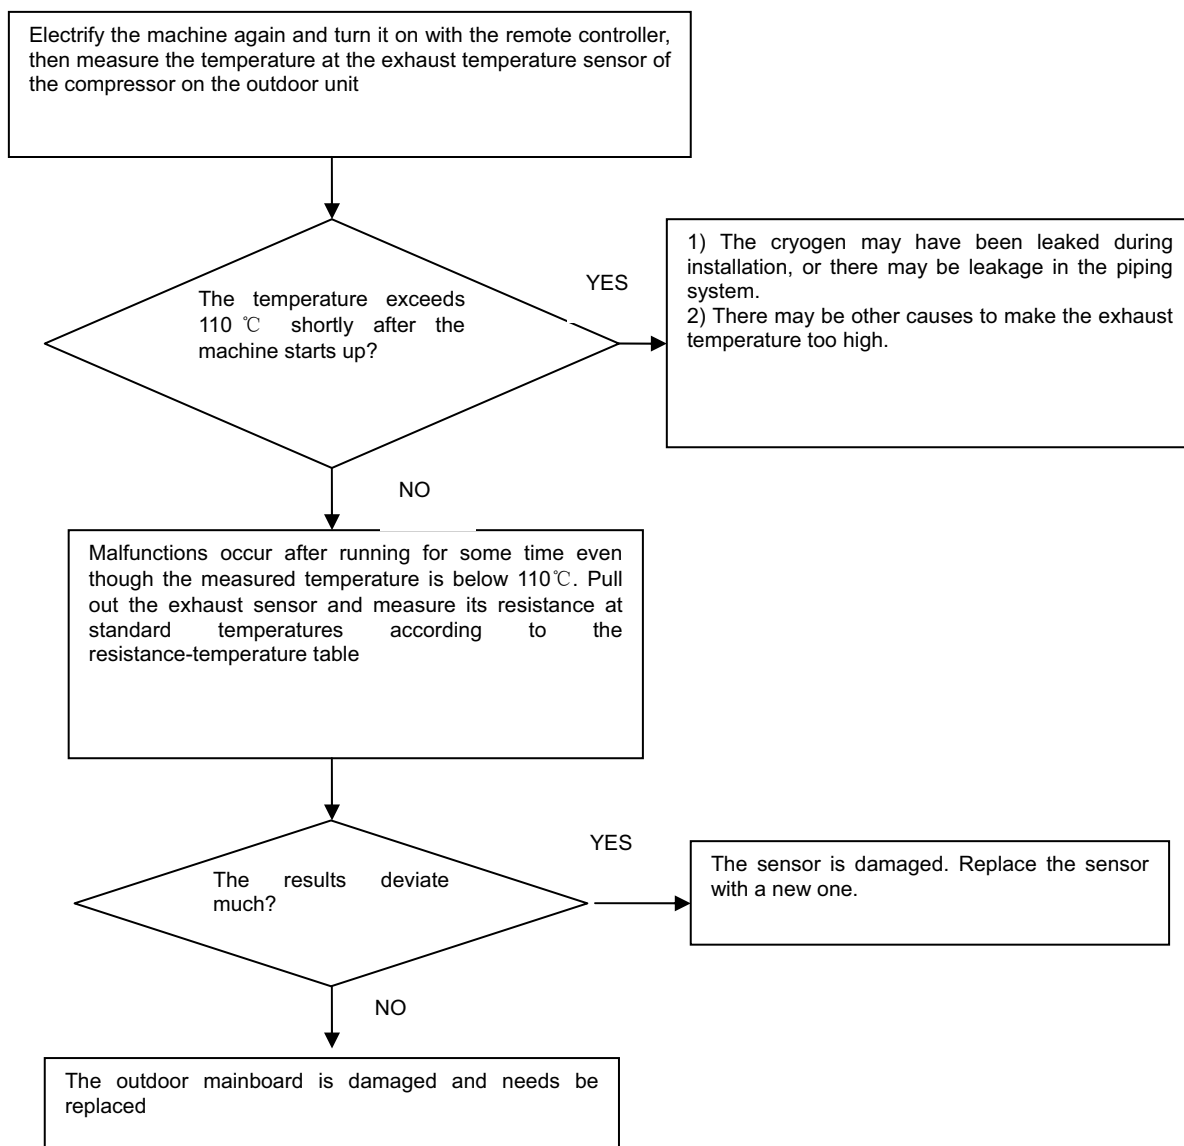 Electrify the machine again and turn it on with the remote controller,
then measure the temperature at the exhaust temperature sensor of
the compressor on the outdoor unit
The temperature exceeds
110 ℃ shortly after the
machine starts up?
YES
1) The cryogen may have been leaked during
installation, or there may be leakage in the piping
system.
2) There may be other causes to make the exhaust
temperature too high.
NO
Malfunctions occur after running for some time even
though the measured temperature is below 110℃. Pull
out the exhaust sensor and measure its resistance at
standard temperatures according to the
resistance-temperature table
The results deviate
much?
YES
The sensor is damaged. Replace the sensor
with a new one.
NO
The outdoor mainboard is damaged and needs be
replaced